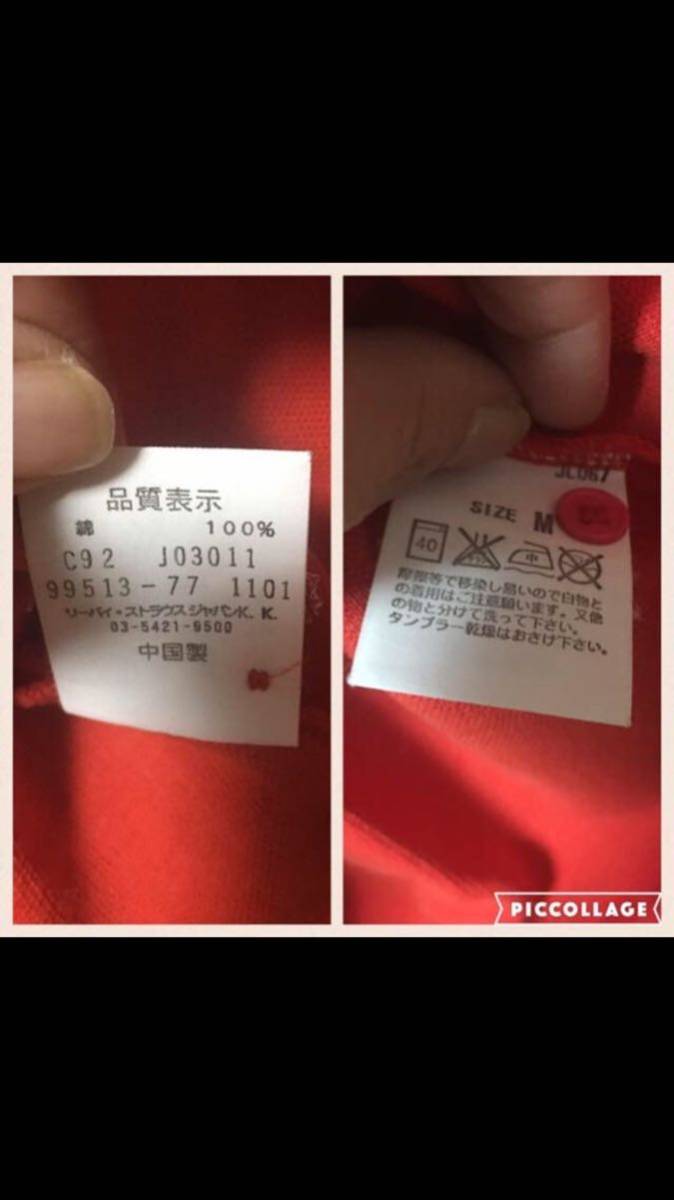 品質表示
綿 100%
C92 J03011
99513-77 1101
リーバイ・ストラウスジャパンK.K.
03-5421-9500
中国製
JL067
SIZE M
40
中
摩擦等で移染し易いので白物と
の着用はご注意願います。又他
の物と分けて洗って下さい。
タンブラー乾燥はおさけ下さい。
PICCOLLAGE